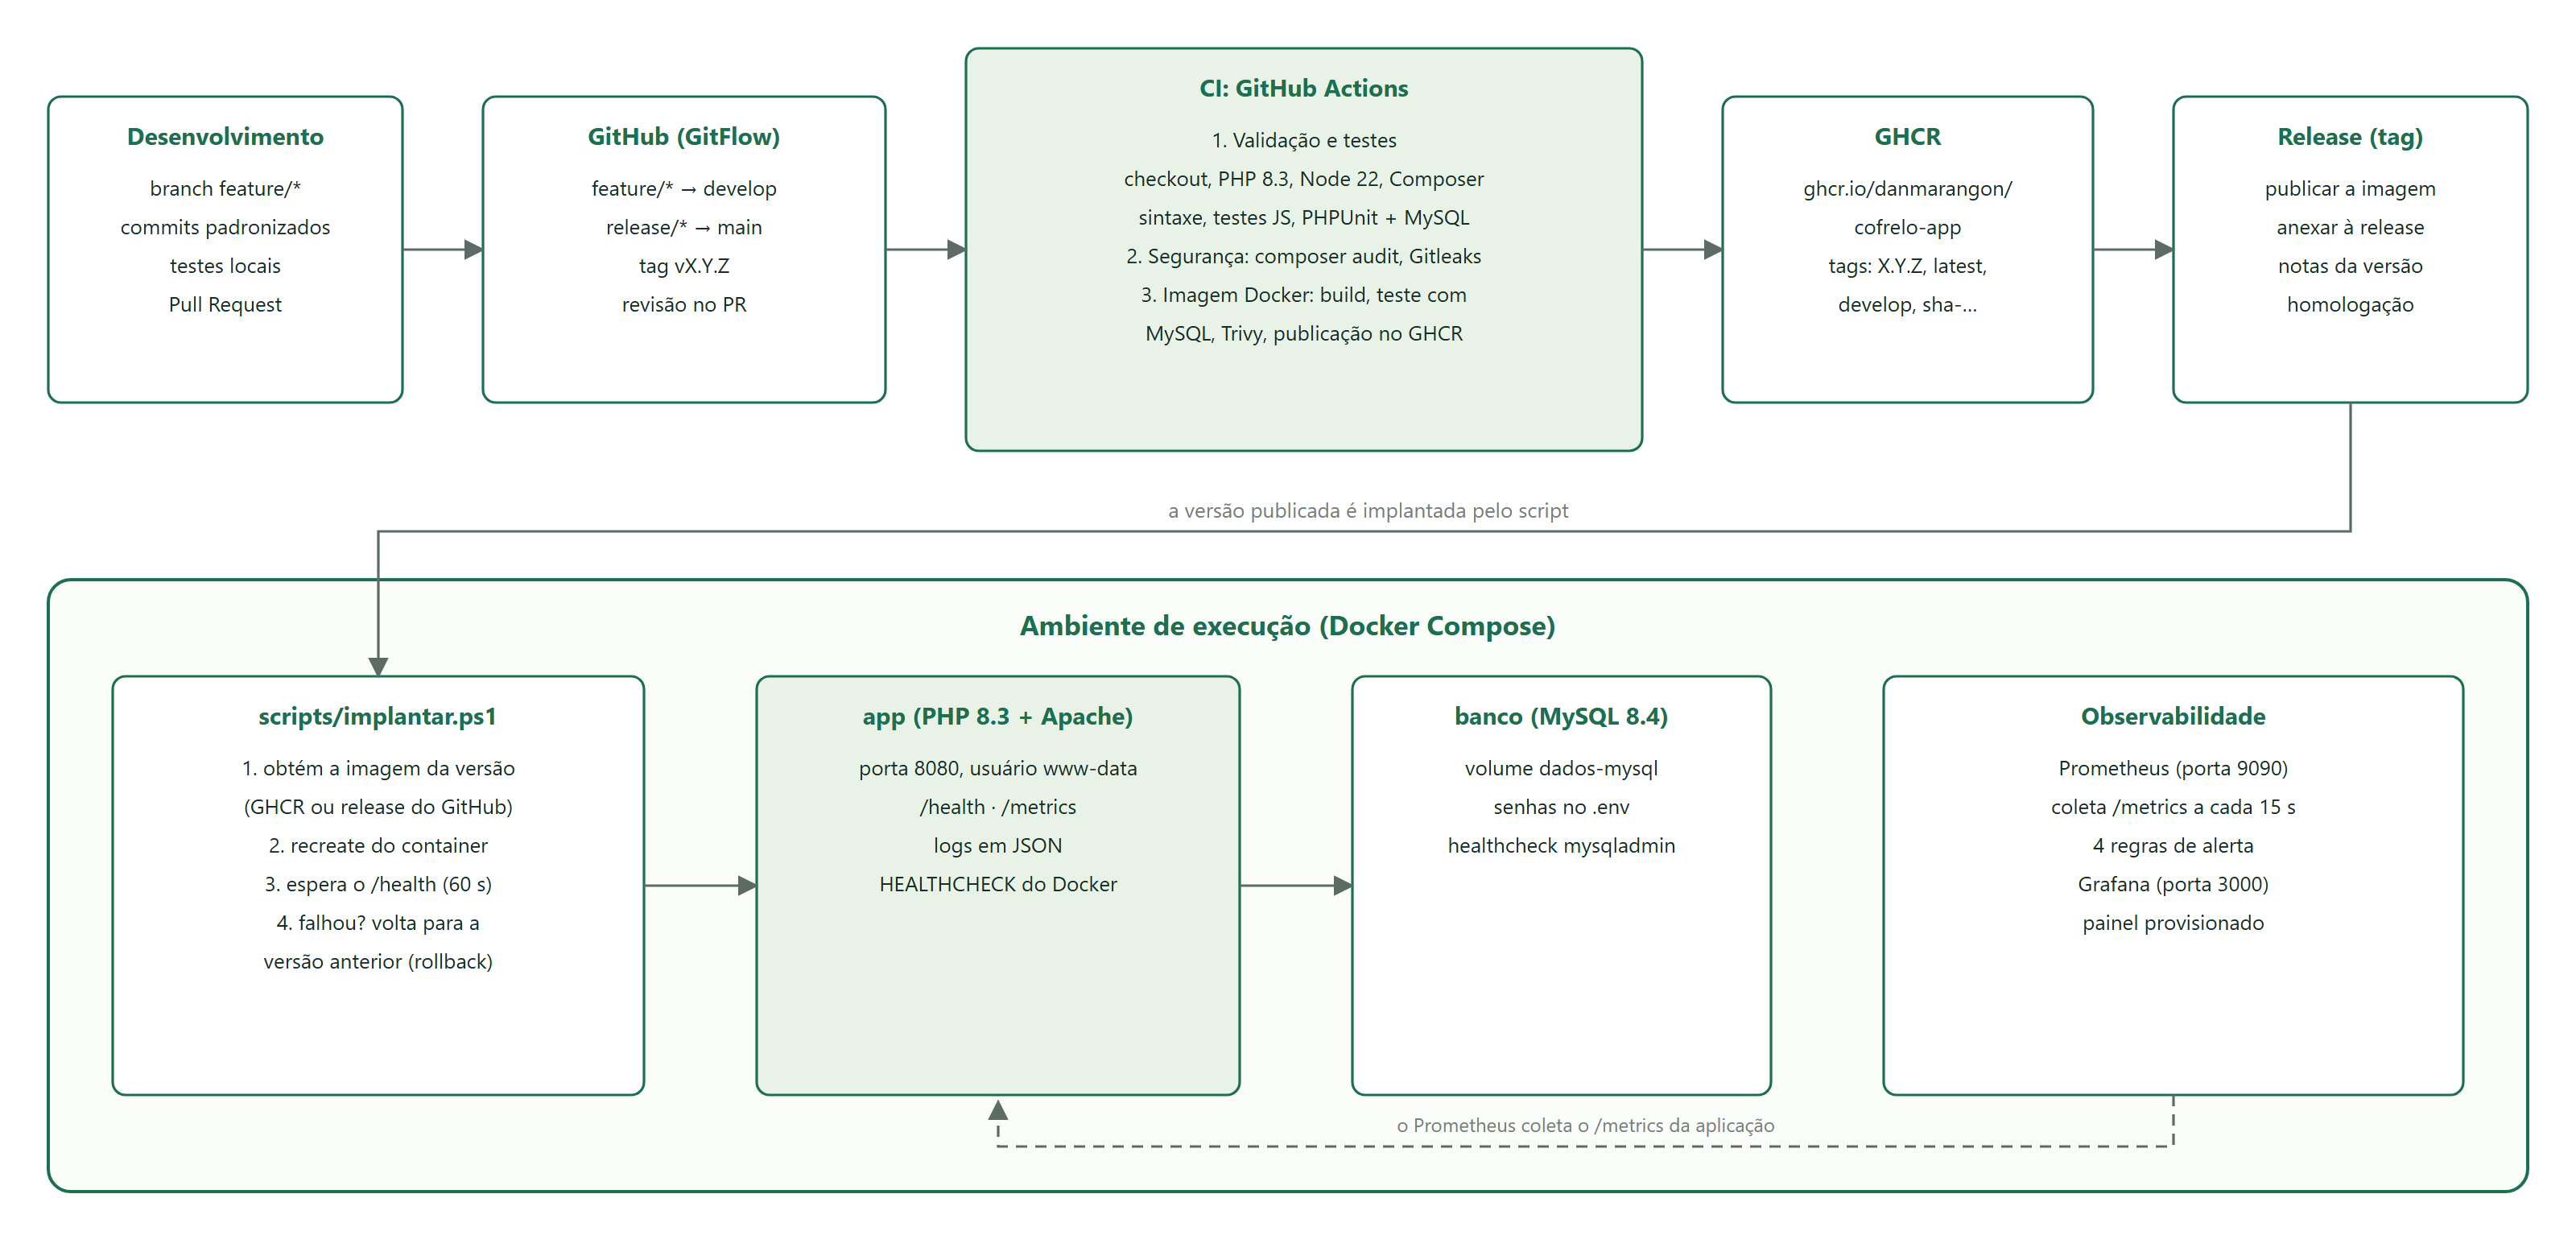 Desenvolvimento
branch feature/*
commits padronizados
testes locais
Pull Request
GitHub (GitFlow)
feature/* → develop
release/* → main
tag vX.Y.Z
revisão no PR
CI: GitHub Actions
1. Validação e testes
checkout, PHP 8.3, Node 22, Composer
sintaxe, testes JS, PHPUnit + MySQL
2. Segurança: composer audit, Gitleaks
3. Imagem Docker: build, teste com
MySQL, Trivy, publicação no GHCR
GHCR
ghcr.io/danmarangon/
cofrelo-app
tags: X.Y.Z, latest,
develop, sha-...
Release (tag)
publicar a imagem
anexar à release
notas da versão
homologação
a versão publicada é implantada pelo script
Ambiente de execução (Docker Compose)
scripts/implantar.ps1
1. obtém a imagem da versão
(GHCR ou release do GitHub)
2. recreate do container
3. espera o /health (60 s)
4. falhou? volta para a
versão anterior (rollback)
app (PHP 8.3 + Apache)
porta 8080, usuário www-data
/health · /metrics
logs em JSON
HEALTHCHECK do Docker
banco (MySQL 8.4)
volume dados-mysql
senhas no .env
healthcheck mysqladmin
Observabilidade
Prometheus (porta 9090)
coleta /metrics a cada 15 s
4 regras de alerta
Grafana (porta 3000)
painel provisionado
o Prometheus coleta o /metrics da aplicação